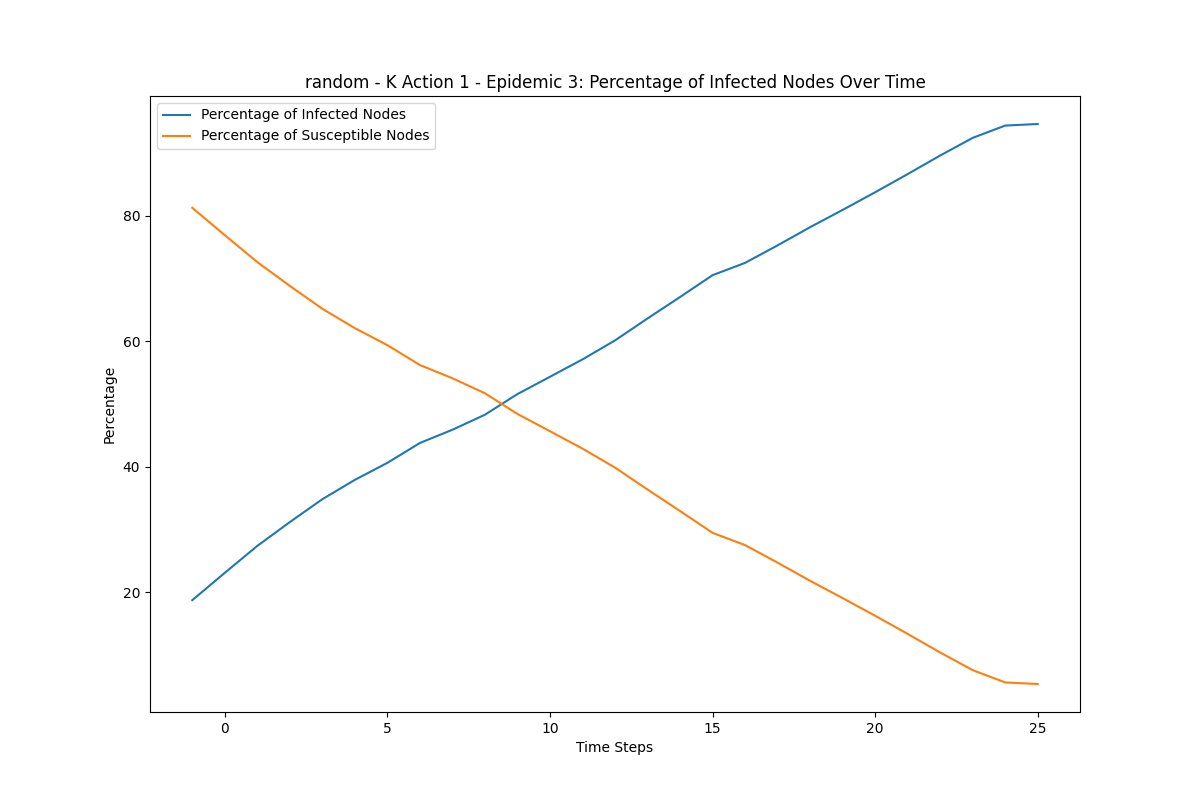 random - K Action 1 - Epidemic 3: Percentage of Infected Nodes Over Time
Percentage of Infected Nodes
Percentage of Susceptible Nodes
Percentage
80
60
40
20
0 5 10 15 20 25
Time Steps